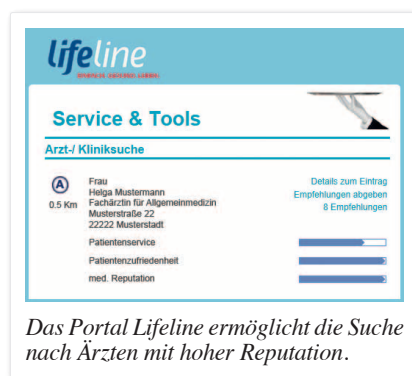 lifeline
Service & Tools
Arzt-/ Kliniksuche
A
0.5 Km
Frau
Helga Mustermann
Fachärztin für Allgemeinmedizin
Musterstraße 22
22222 Musterstadt
Details zum Eintrag
Empfehlungen abgeben
8 Empfehlungen
Patientenservice
Patientenzufriedenheit
med. Reputation
Das Portal Lifeline ermöglicht die Suche
nach Ärzten mit hoher Reputation.